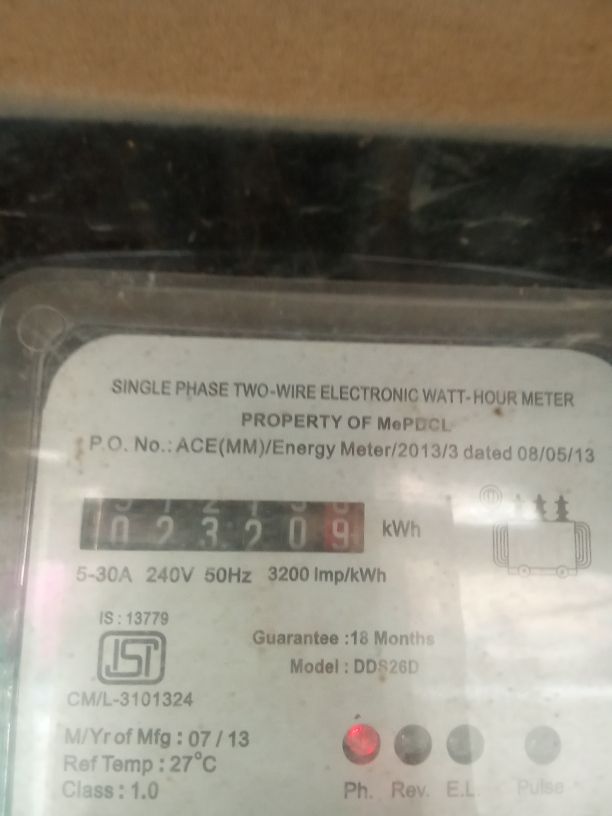 SINGLE PHASE TWO-WIRE ELECTRONIC WATT-HOUR METER
PROPERTY OF MePDCL
P.O. No.: ACE(MM)/Energy Meter/2013/3 dated 08/05/13
023209 kWh
5-30A 240V 50Hz 3200 Imp/kWh
IS : 13779
ISI
CM/L-3101324
Guarantee :18 Months
Model : DDS26D
M/Yr of Mfg : 07 / 13
Ref Temp : 27°C
Class : 1.0
Ph. Rev. E.L. Pulse